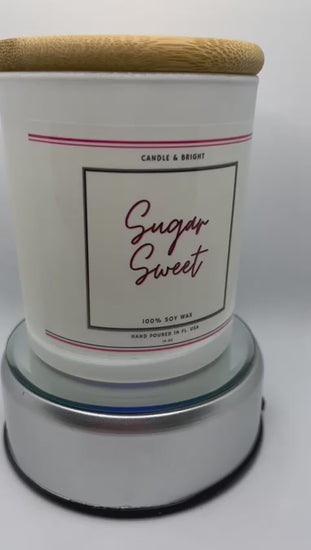 CANDLE & BRIGHT
Sugar
Sweet
100% SOY WAX
HAND POURED IN FL. USA